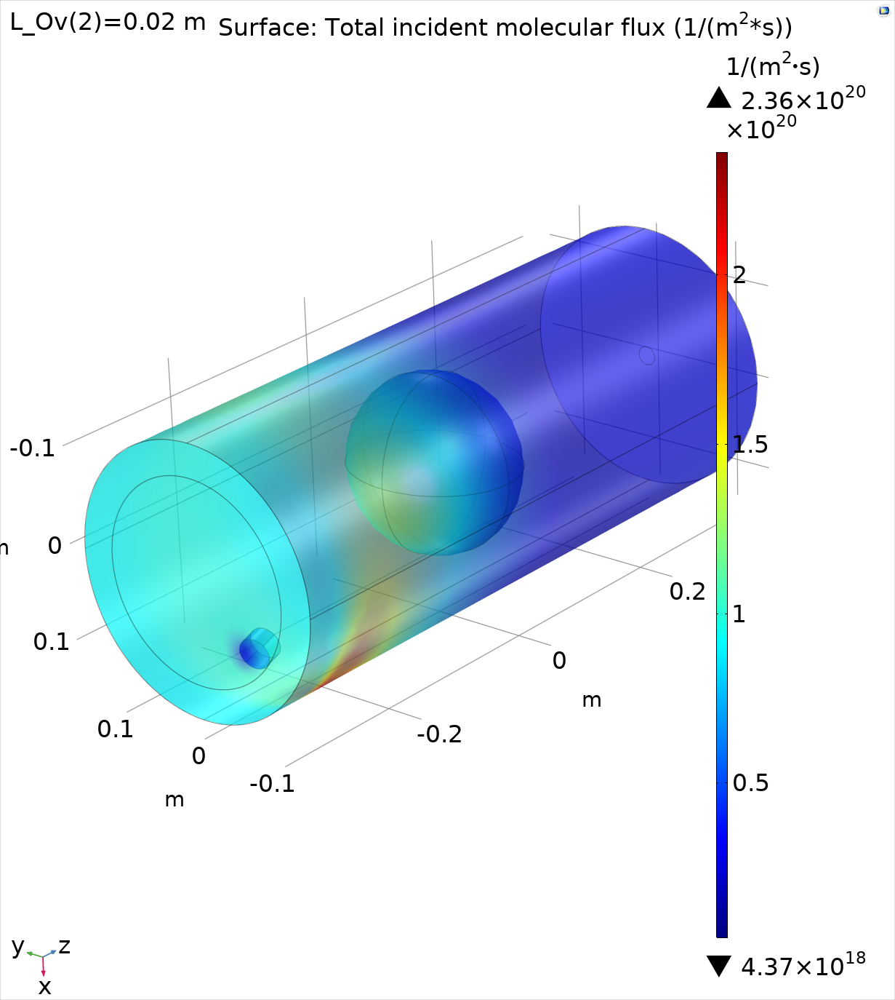 L_Ov(2)=0.02 m Surface: Total incident molecular flux (1/(m²*s))
1/(m²·s)
▲ 2.36×10²⁰
×10²⁰
2
1.5
1
0.5
▼ 4.37×10¹⁸
-0.1
0
0.1
0.1
0
-0.1
m
-0.2
0
0.2
m
y z
x